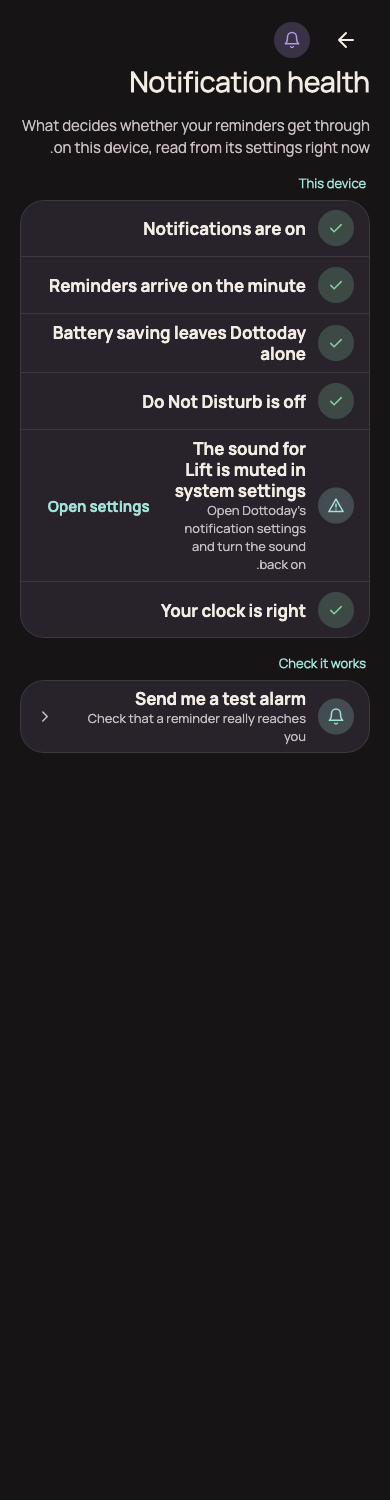 Notification health
What decides whether your reminders get through
.on this device, read from its settings right now
This device
Notifications are on
Reminders arrive on the minute
Battery saving leaves Dottoday
alone
Do Not Disturb is off
The sound for
Lift is muted in
system settings
Open Dottoday's
notification settings
and turn the sound
.back on
Open settings
Your clock is right
Check it works
Send me a test alarm
Check that a reminder really reaches
you